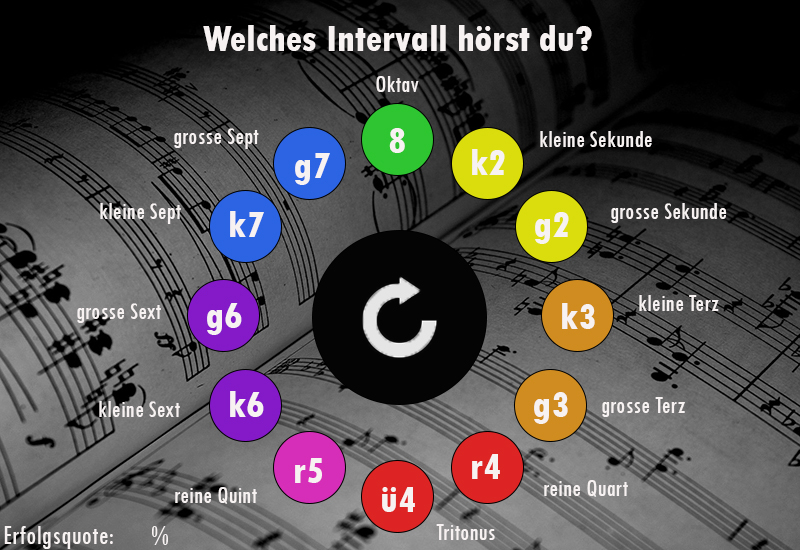 Welches Intervall hörst du?
Oktav
8
grosse Sept
g7
k2
kleine Sekunde
kleine Sept
k7
g2
grosse Sekunde
grosse Sext
g6
k3
kleine Terz
kleine Sext
k6
g3
grosse Terz
reine Quint
r5
ü4
r4
reine Quart
Tritonus
Erfolgsquote: %